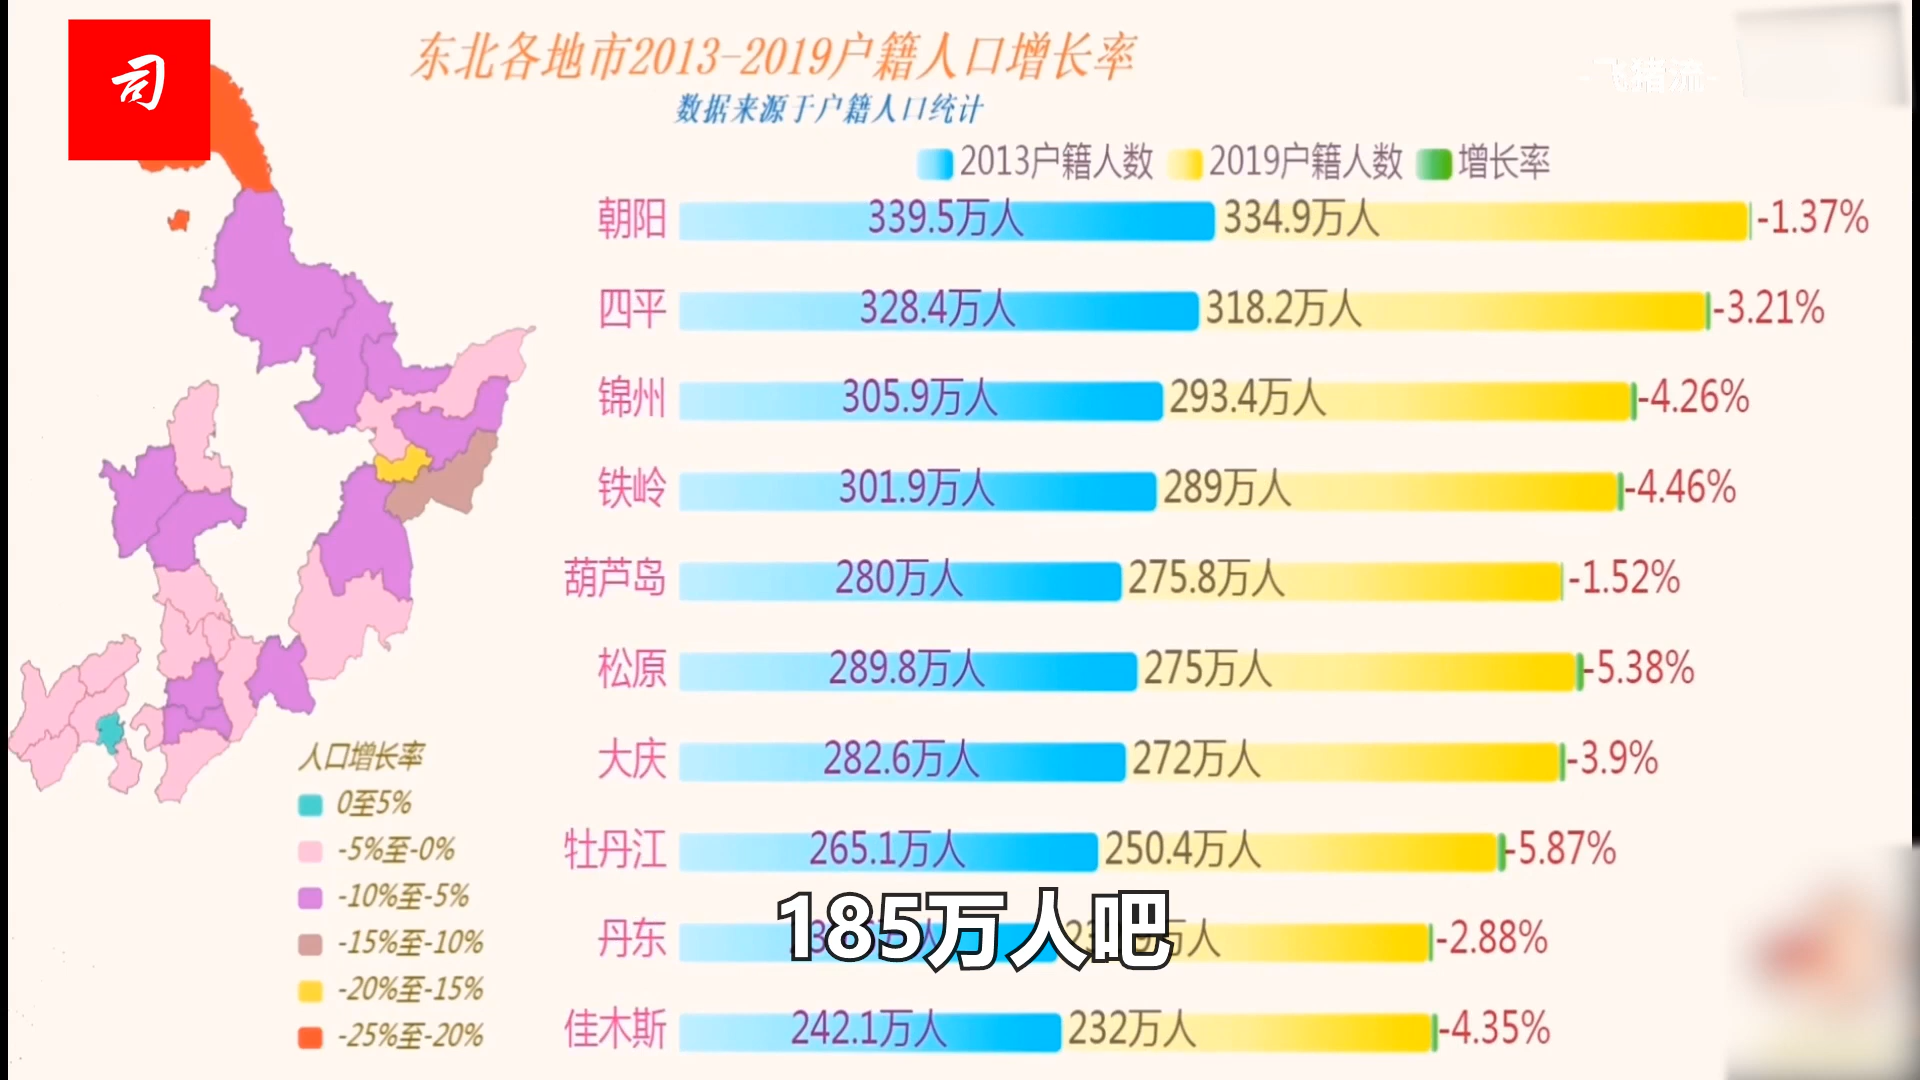 司
东北各地市2013-2019户籍人口增长率
飞猪流
数据来源于户籍人口统计
2013户籍人数 2019户籍人数 增长率
朝阳 339.5万人 334.9万人 -1.37%
四平 328.4万人 318.2万人 -3.21%
锦州 305.9万人 293.4万人 -4.26%
铁岭 301.9万人 289万人 -4.46%
葫芦岛 280万人 275.8万人 -1.52%
松原 289.8万人 275万人 -5.38%
大庆 282.6万人 272万人 -3.9%
牡丹江 265.1万人 250.4万人 -5.87%
丹东 -2.88%
佳木斯 242.1万人 232万人 -4.35%
185万人吧
人口增长率
0至5%
-5%至-0%
-10%至-5%
-15%至-10%
-20%至-15%
-25%至-20%